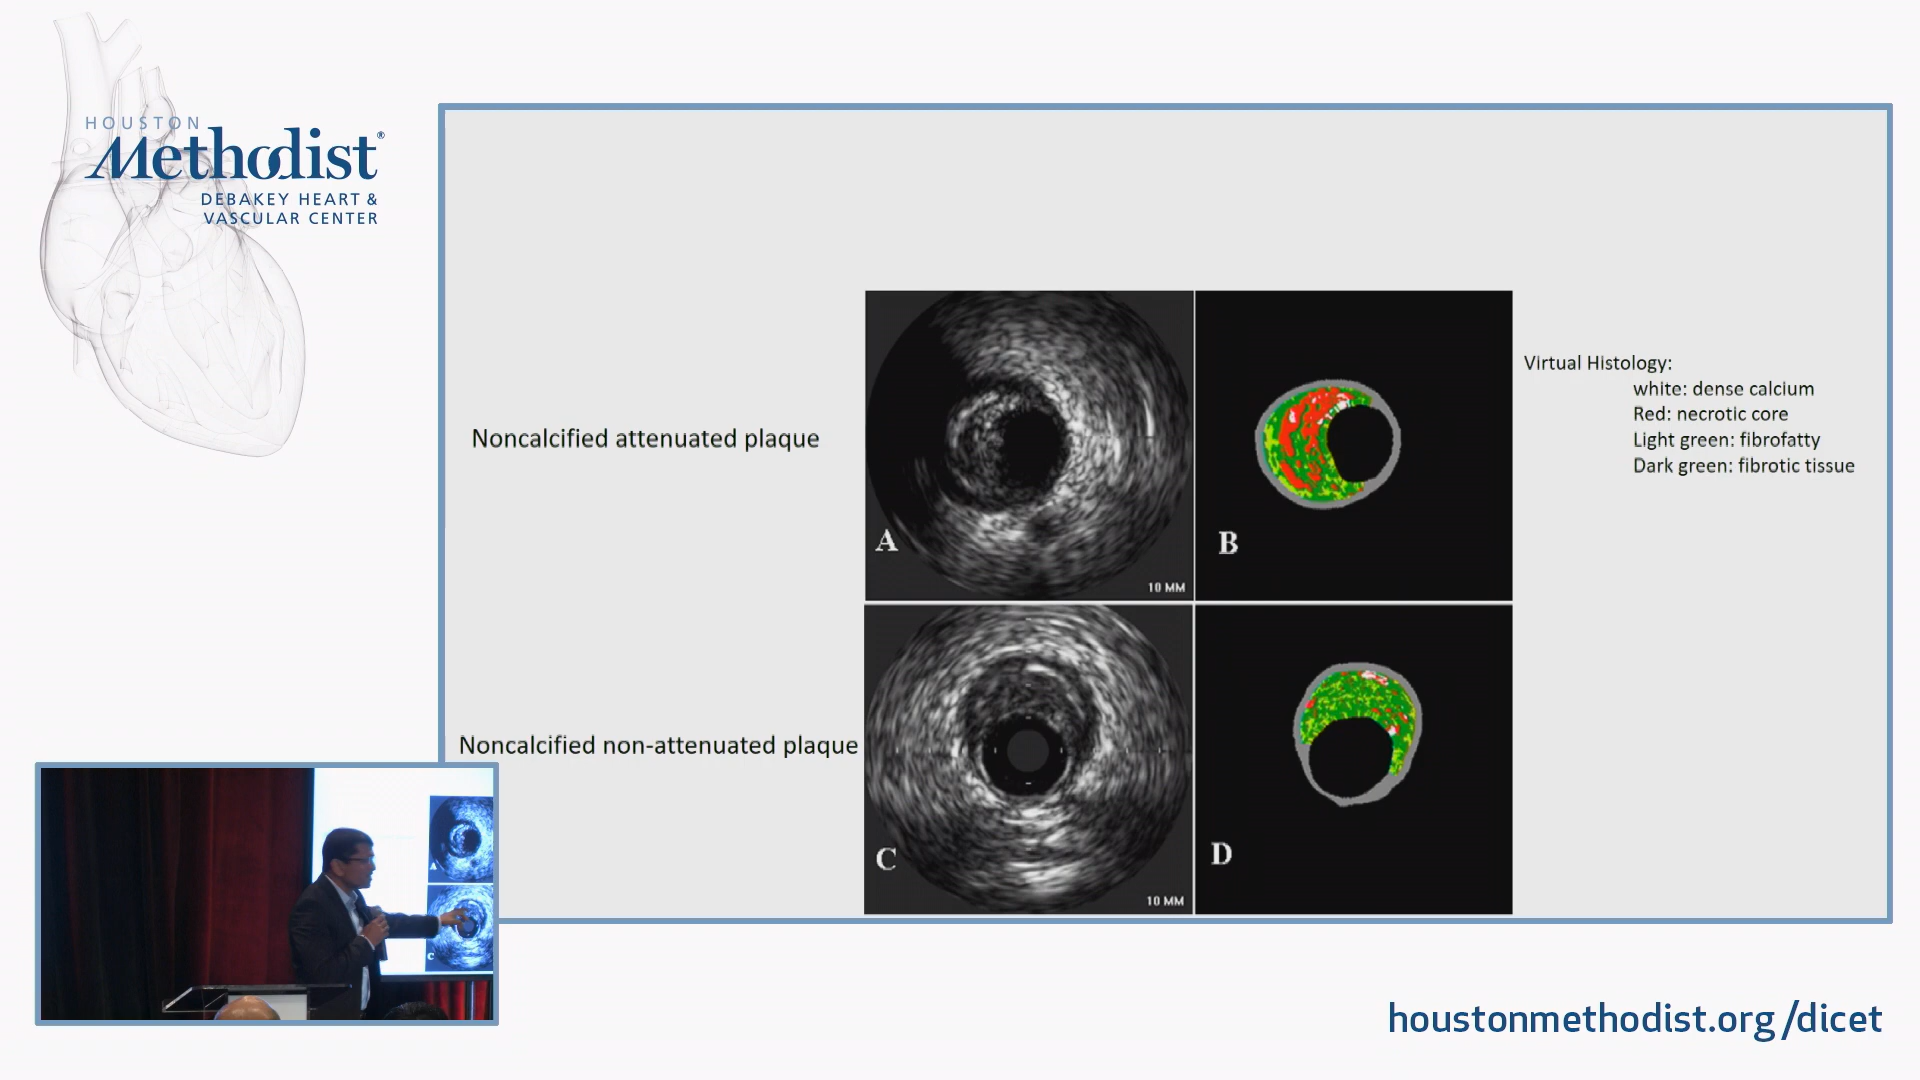 HOUSTON
Methodist®
DEBAKEY HEART &
VASCULAR CENTER
Noncalcified attenuated plaque
A
10 MM
B
Virtual Histology:
white: dense calcium
Red: necrotic core
Light green: fibrofatty
Dark green: fibrotic tissue
Noncalcified non-attenuated plaque
C
10 MM
D
A
C
houstonmethodist.org/dicet